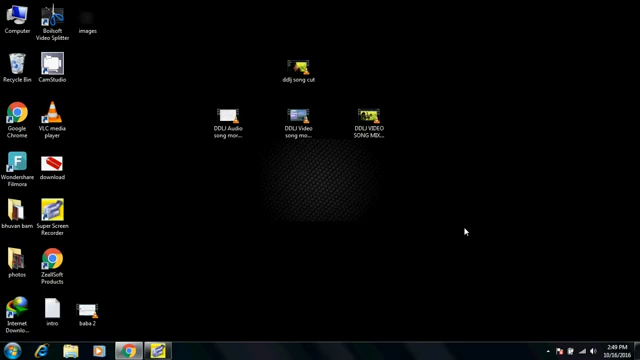 Computer
Boilsoft
Video Splitter
images
Recycle Bin
CamStudio
ddlj song cut
Google
Chrome
VLC media
player
DDLJ Audio
song mor...
DDLJ Video
song mo...
DDLJ VIDEO
SONG MIX...
Wondershare
Filmora
download
bhuvan bam
Super Screen
Recorder
photos
ZeallSoft
Products
Internet
Downlo...
intro
baba 2
2:49 PM
10/16/2016